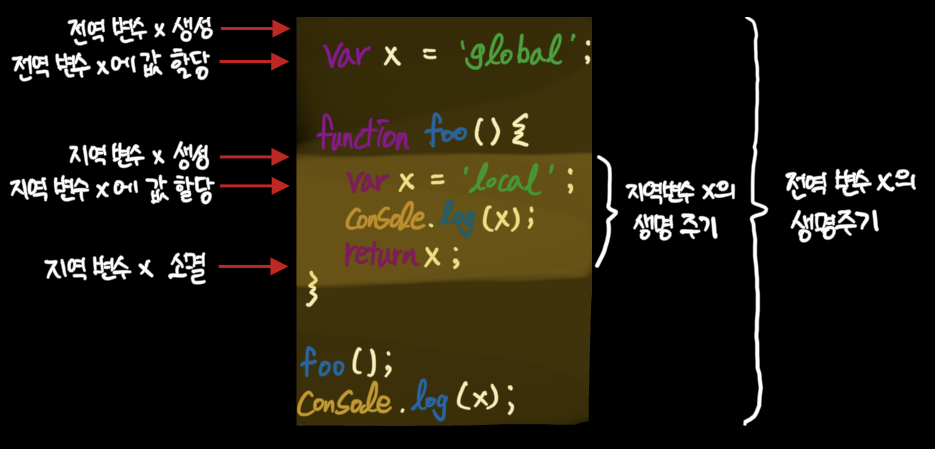 전역 변수 x 생성
전역 변수 x에 값 할당
var x = 'global';
function foo() {
지역 변수 x 생성
지역 변수 x에 값 할당
var x = 'local';
console.log(x);
return x;
지역 변수 x 소멸
}
지역변수 x의
생명 주기
전역 변수 x의
생명주기
foo();
console.log(x);